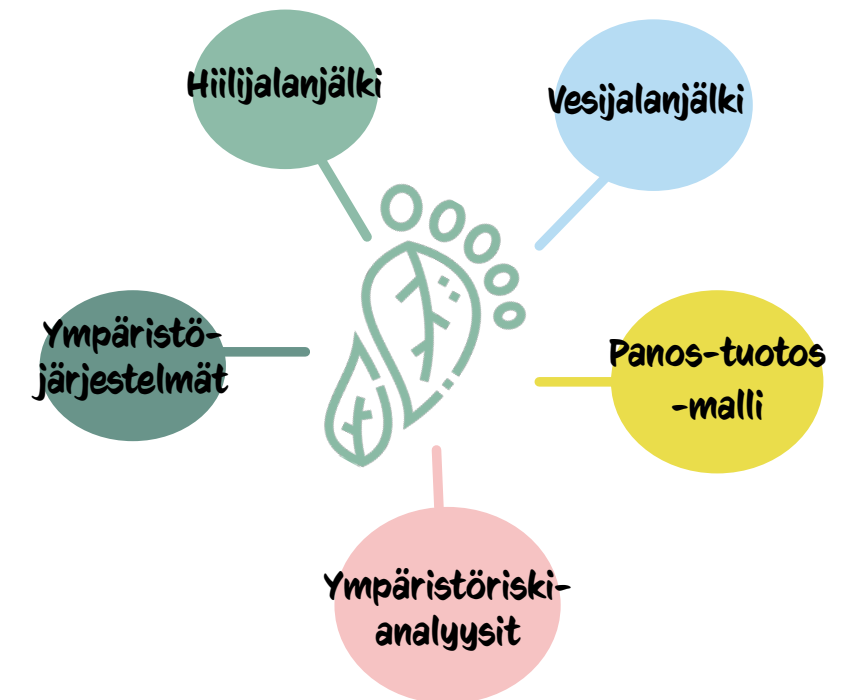 Hiilijalanjälki
Vesijalanjälki
Ympäristö-
järjestelmät
Panos-tuotos
-malli
Ympäristöriski-
analyysit